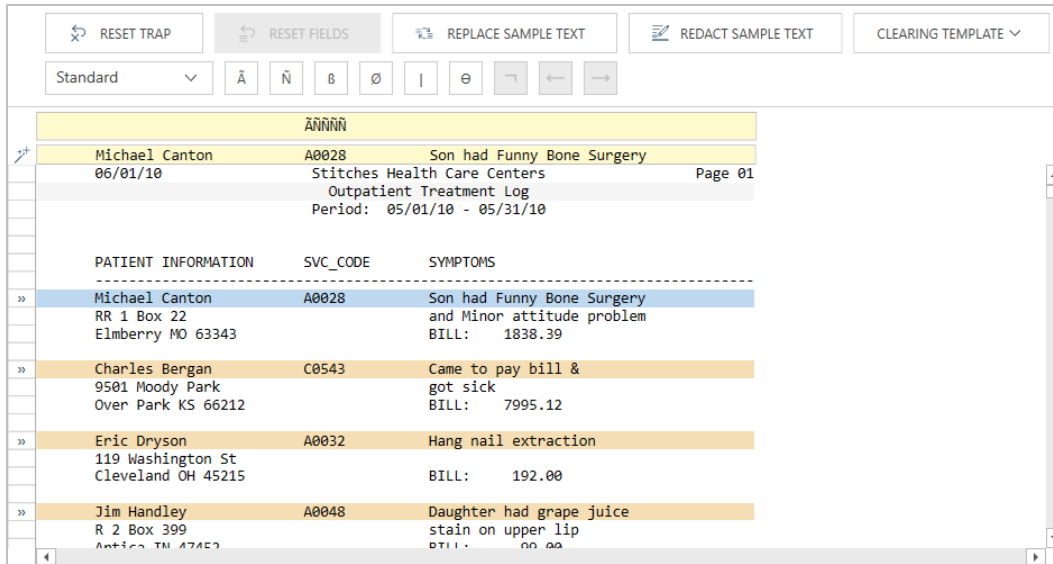 RESET TRAP RESET FIELDS REPLACE SAMPLE TEXT REDACT SAMPLE TEXT CLEARING TEMPLATE
Standard Ã Ñ ß Ø | Ɵ ¬ ← →
ÃÑÑÑÑ
Michael Canton A0028 Son had Funny Bone Surgery
06/01/10 Stitches Health Care Centers Page 01
Outpatient Treatment Log
Period: 05/01/10 - 05/31/10
PATIENT INFORMATION SVC_CODE SYMPTOMS
--------------------------------------------------------------------------------
» Michael Canton A0028 Son had Funny Bone Surgery
RR 1 Box 22 and Minor attitude problem
Elmberry MO 63343 BILL: 1838.39
» Charles Bergan C0543 Came to pay bill &
9501 Moody Park got sick
Over Park KS 66212 BILL: 7995.12
» Eric Dryson A0032 Hang nail extraction
119 Washington St
Cleveland OH 45215 BILL: 192.00
» Jim Handley A0048 Daughter had grape juice
R 2 Box 399 stain on upper lip
Antica IN 47452 BILL: 99.00